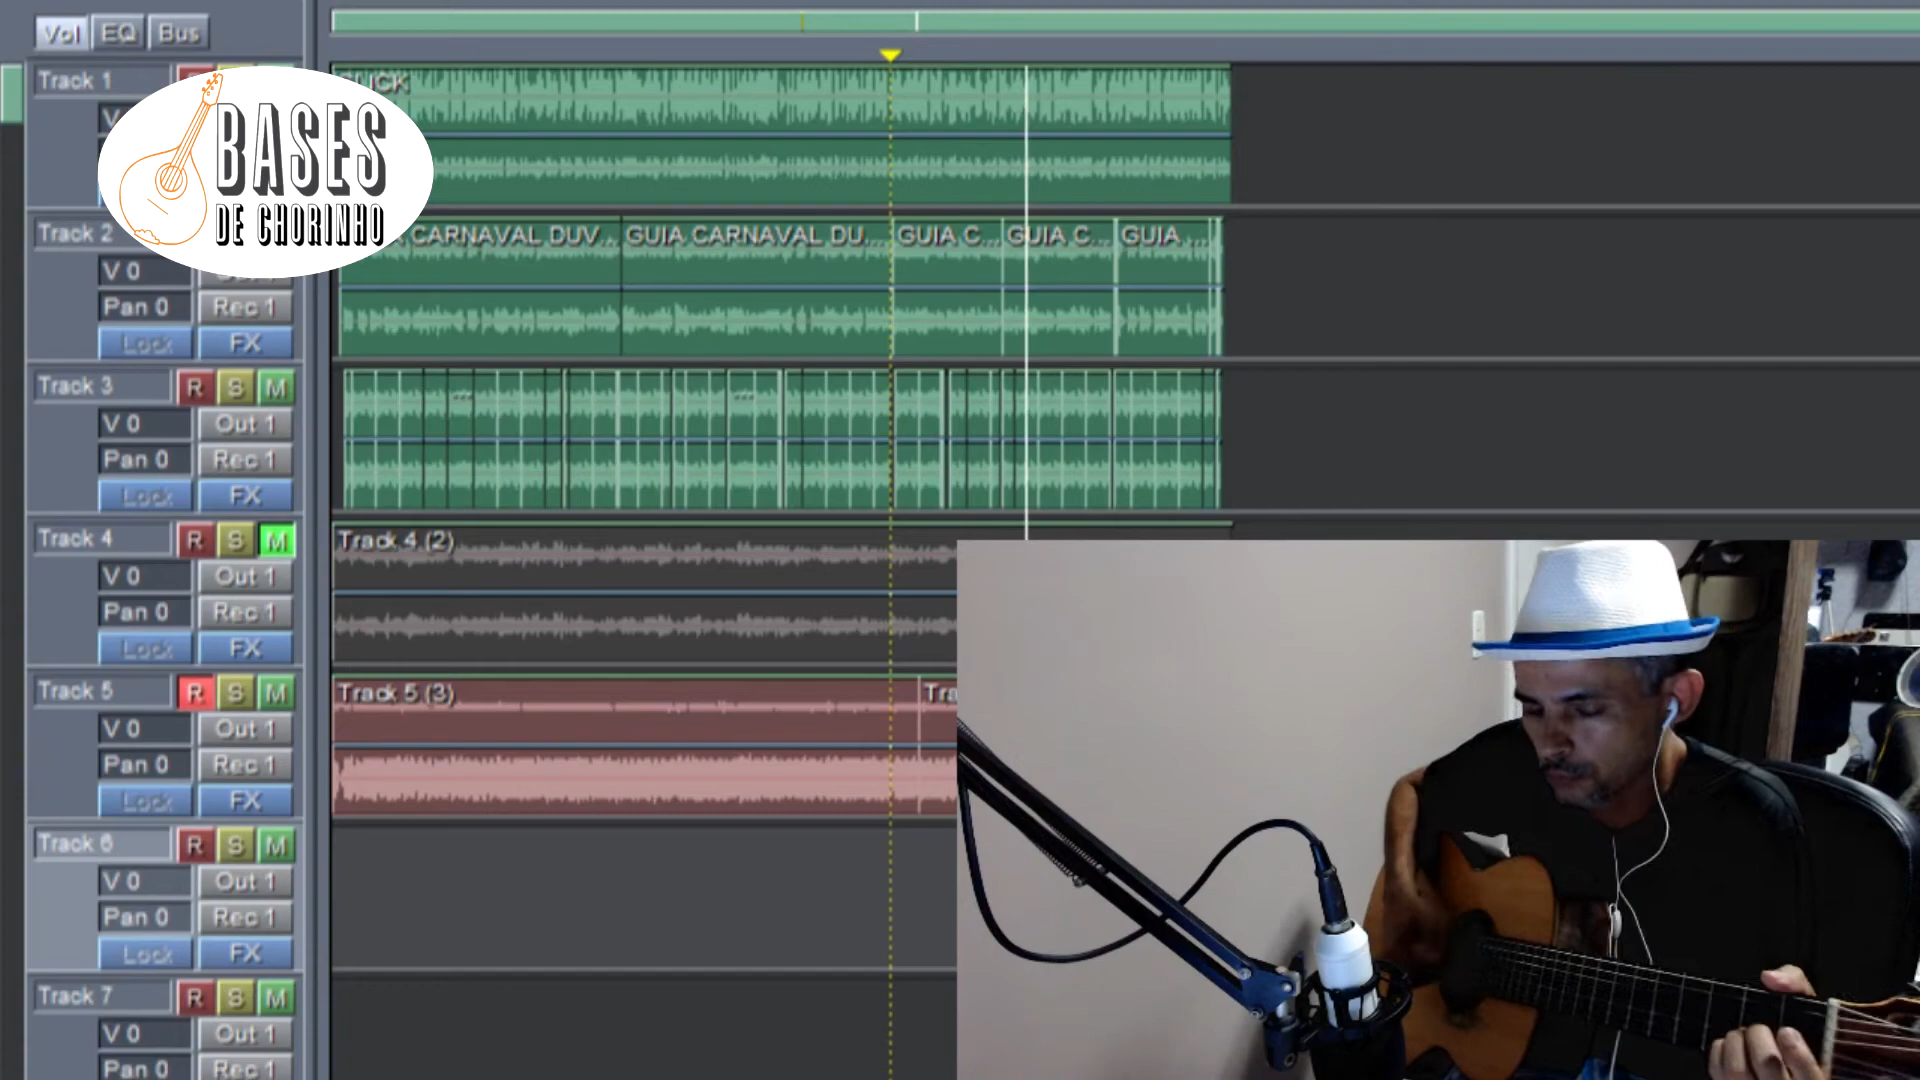 Vol EQ Bus
Track 1
BASES
DE CHORINHO
Track 2
CARNAVAL DUV... GUIA CARNAVAL DU... GUIA C... GUIA C... GUIA ...
V 0
Pan 0 Rec 1
Lock FX
Track 3 R S M
V 0 Out 1
Pan 0 Rec 1
Lock FX
Track 4 R S M Track 4 (2)
V 0 Out 1
Pan 0 Rec 1
Lock FX
Track 5 R S M Track 5 (3) Tra
V 0 Out 1
Pan 0 Rec 1
Lock FX
Track 6 R S M
V 0 Out 1
Pan 0 Rec 1
Lock FX
Track 7 R S M
V 0 Out 1
Pan 0 Rec 1